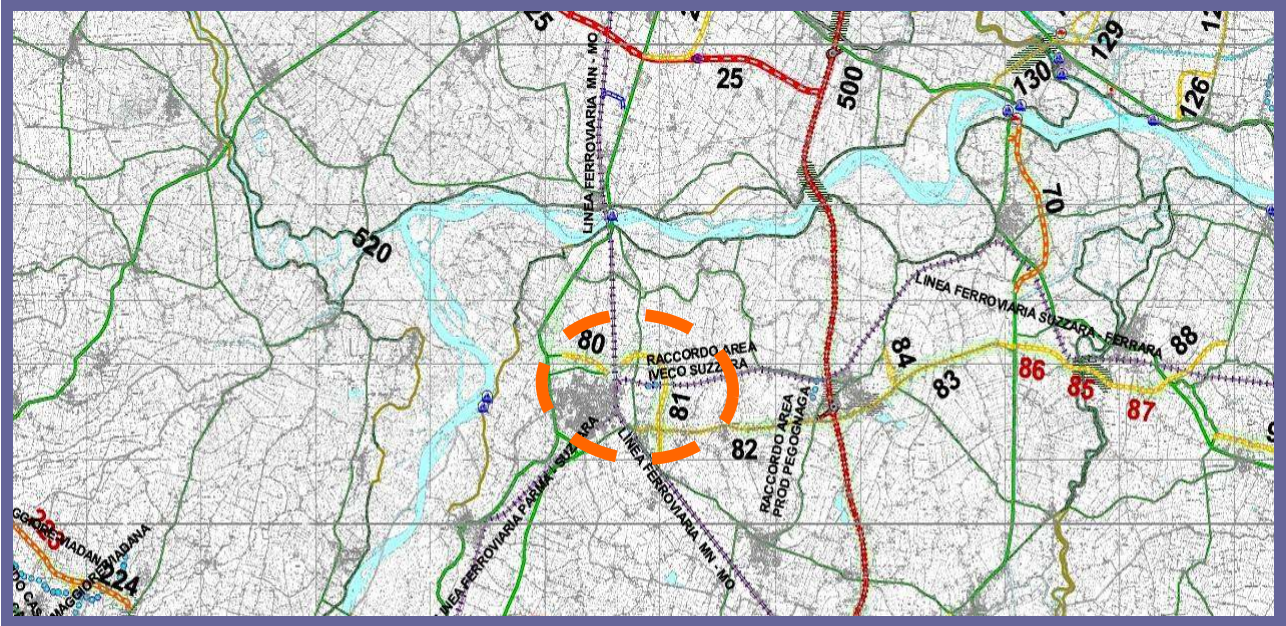 25
LINEA FERROVIARIA MN - MO
25
500
129
130
126
70
520
80
RACCORDO AREA
IVECO SUZZARA
81
82
RACCORDO AREA
PROD PEGOGNAGA
84
83
LINEA FERROVIARIA SUZZARA - FERRARA
86
85
87
88
LINEA FERROVIARIA PARMA - SUZZARA
LINEA FERROVIARIA MN - MO
224